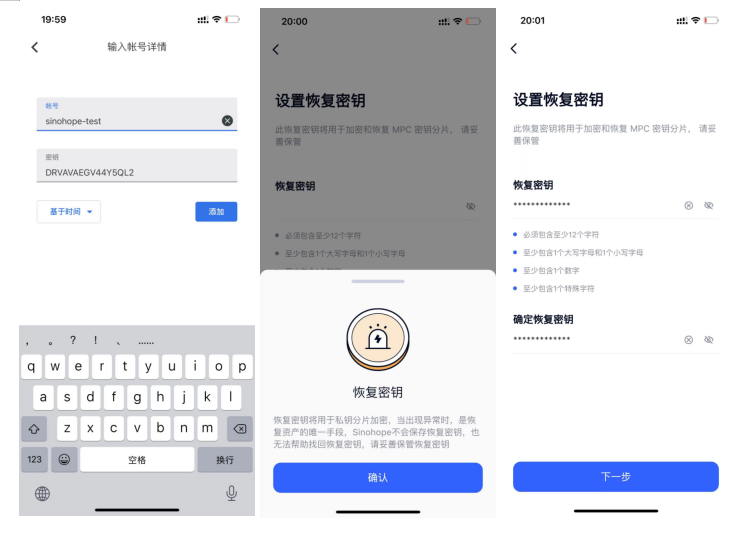 19:59
输入帐号详情
帐号
sinohope-test
密钥
DRVAVAEGV44Y5QL2
基于时间
添加
， 。 ? ! 、 ……
q w e r t y u i o p
a s d f g h j k l
z x c v b n m
123 空格 换行
20:00
设置恢复密钥
此恢复密钥将用于加密和恢复 MPC 密钥分片， 请妥
善保管
恢复密钥
必须包含至少12个字符
至少包含1个大写字母和1个小写字母
恢复密钥
恢复密钥将用于私钥分片加密，当出现异常时，是恢
复资产的唯一手段，Sinohope不会保存恢复密钥，也
无法帮助找回恢复密钥，请妥善保管恢复密钥
确认
20:01
设置恢复密钥
此恢复密钥将用于加密和恢复 MPC 密钥分片， 请妥
善保管
恢复密钥
•••••••••••••
必须包含至少12个字符
至少包含1个大写字母和1个小写字母
至少包含1个数字
至少包含1个特殊字符
确定恢复密钥
•••••••••••••
下一步